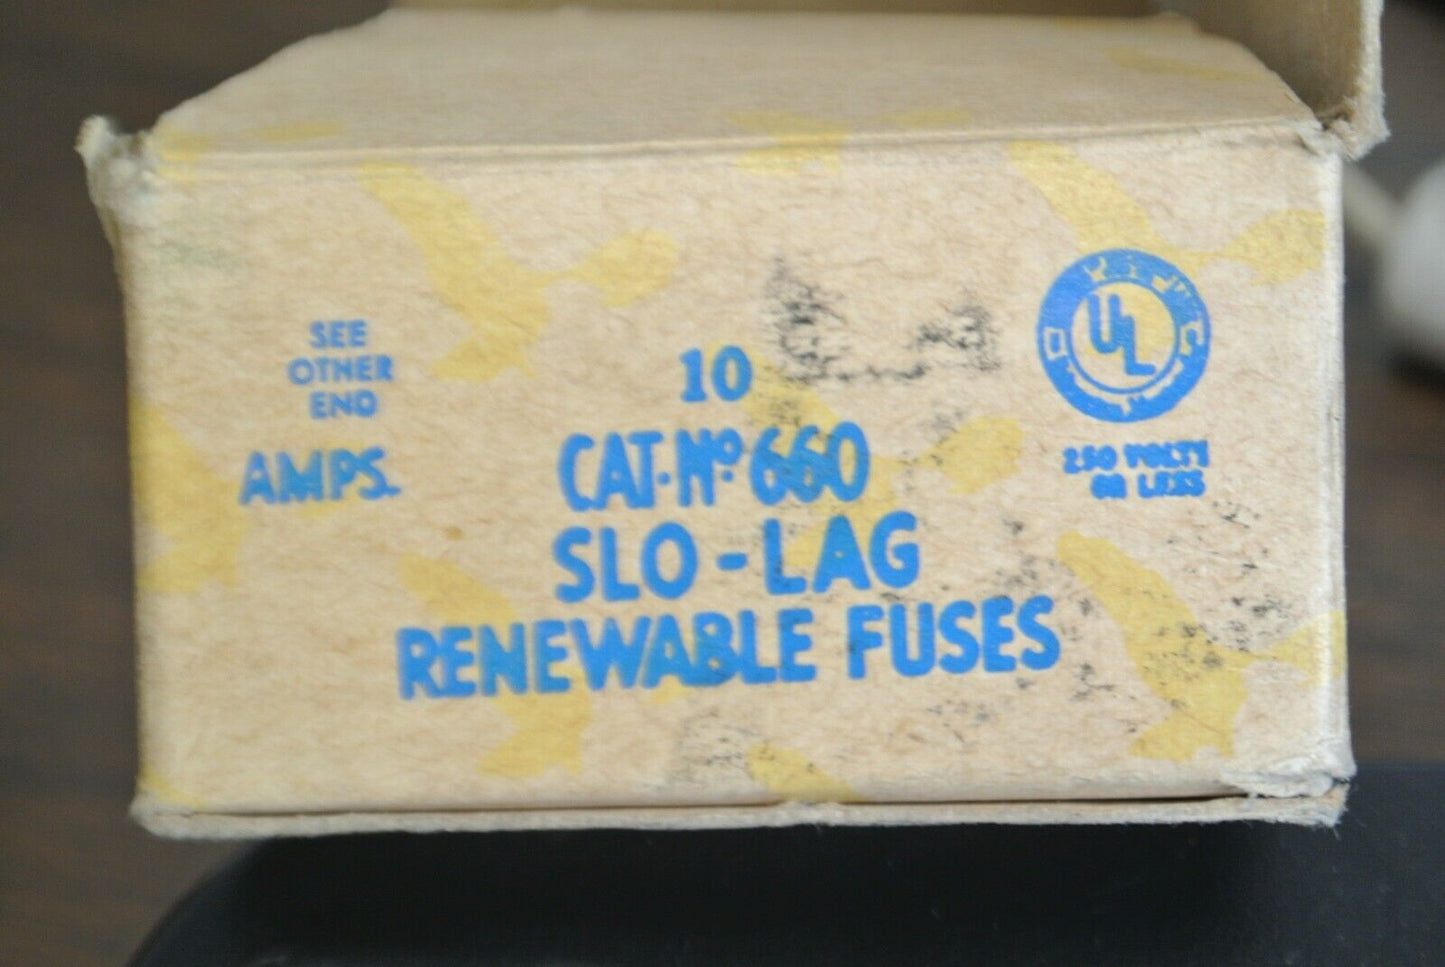 SEE
OTHER
END
AMPS.
10
CAT. Nº 660
SLO-LAG
RENEWABLE FUSES
UL
250 VOLTS
OR LESS